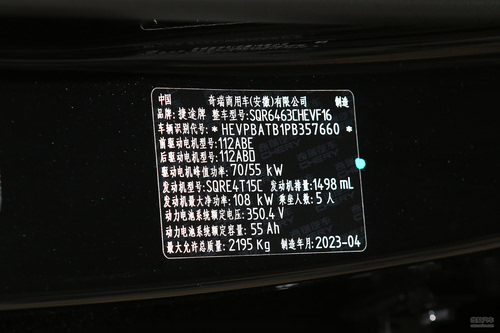 中国 奇瑞商用车(安徽)有限公司 制造
品牌: 捷途牌 整车型号:SQR6463CHEVF16
车辆识别代号: * HEVPBATB1PB357660 *
前驱动电机型号:112ABE
后驱动电机型号:112ABD
驱动电机峰值功率: 70/55 kW
发动机型号: SQRE4T15C 发动机排量:1498 mL
发动机最大净功率: 108 kW 乘坐人数: 5 人
动力电池系统额定电压: 350.4 V
动力电池系统额定容量: 55 Ah
最大允许总质量: 2195 Kg 制造年月: 2023-04